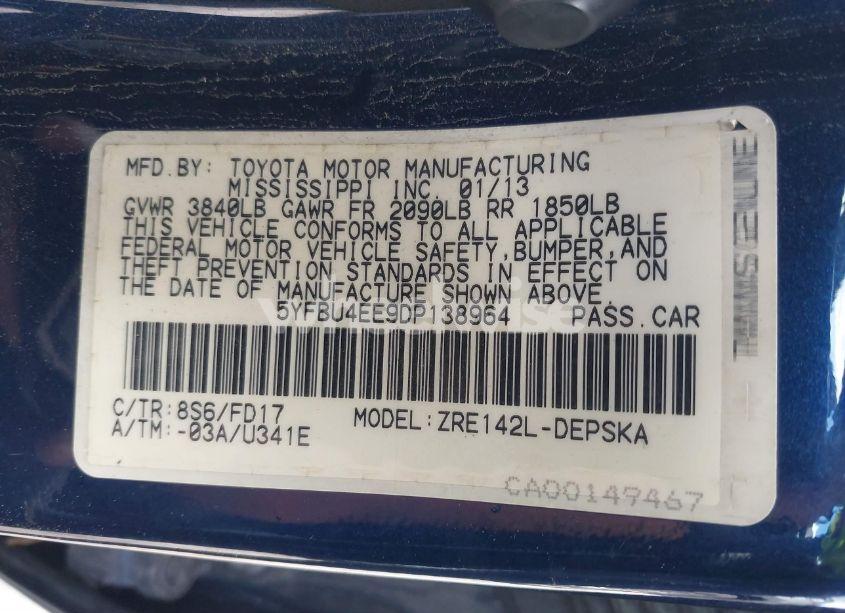 MFD.BY: TOYOTA MOTOR MANUFACTURING
MISSISSIPPI INC. 01/13
GVWR 3840LB GAWR FR 2090LB RR 1850LB
THIS VEHICLE CONFORMS TO ALL APPLICABLE
FEDERAL MOTOR VEHICLE SAFETY,BUMPER,AND
THEFT PREVENTION STANDARDS IN EFFECT ON
THE DATE OF MANUFACTURE SHOWN ABOVE.
5YFBU4EE9DP138964 PASS.CAR
C/TR:8S6/FD17 MODEL:ZRE142L-DEPSKA
A/TM:-03A/U341E
CA00149467